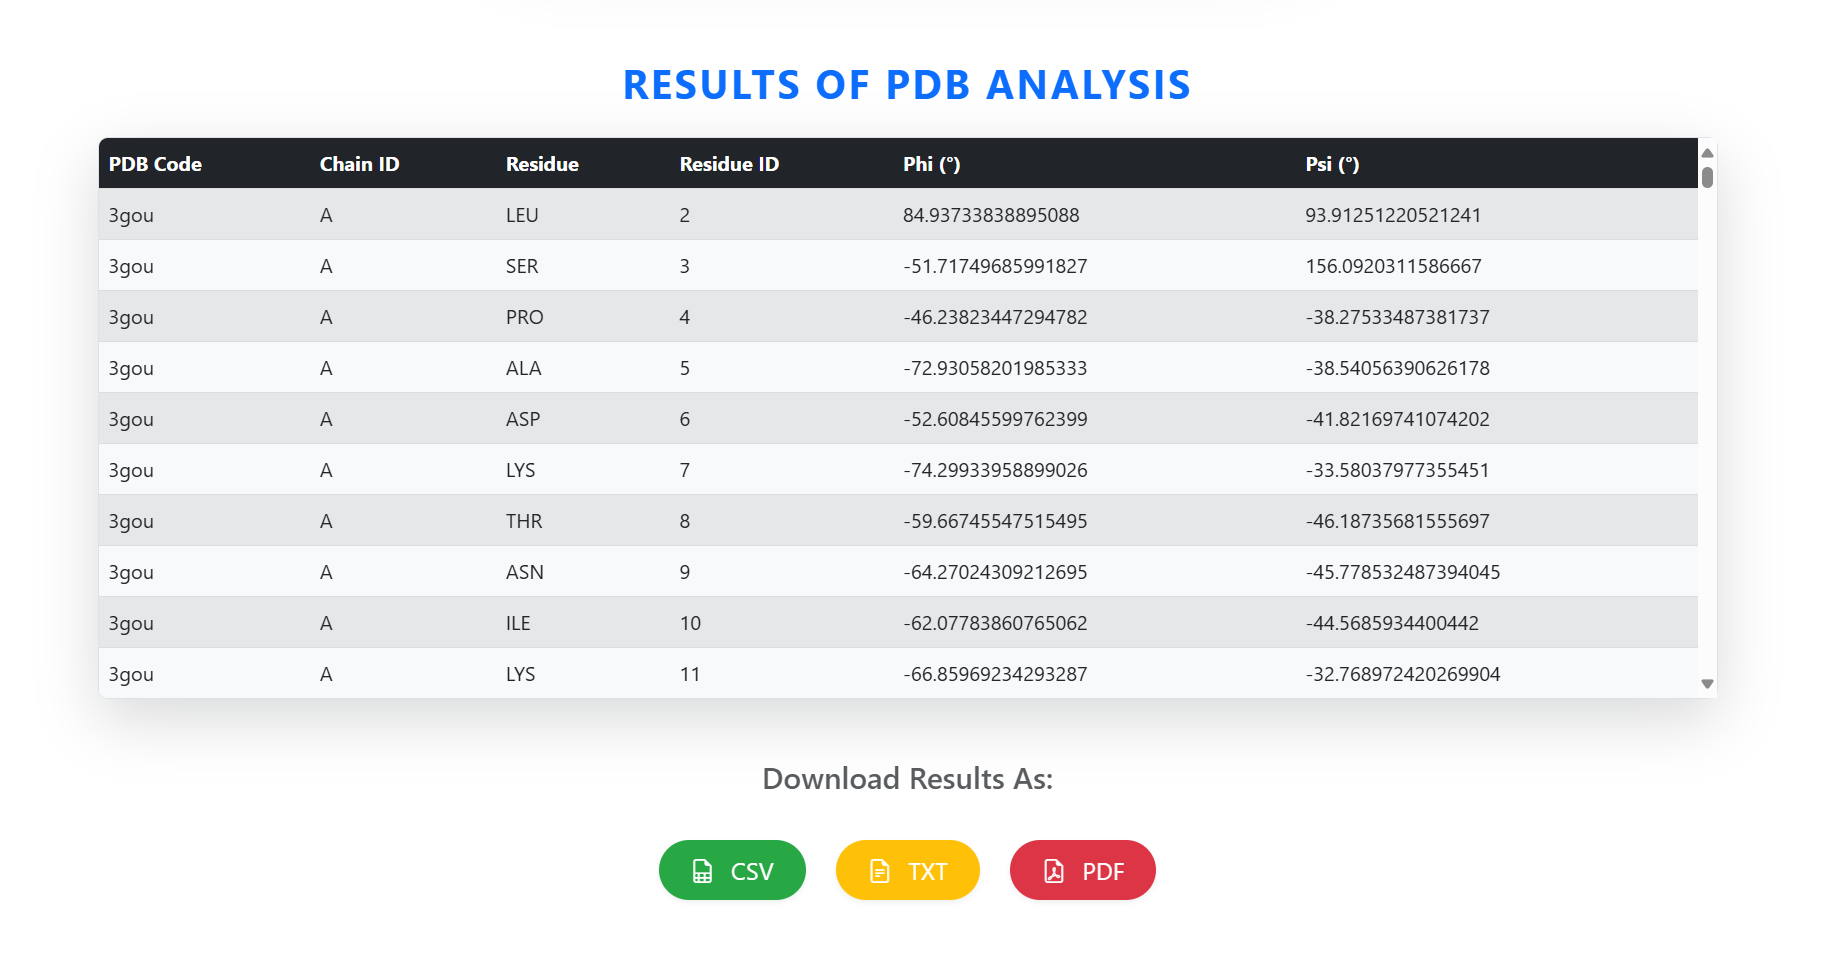 RESULTS OF PDB ANALYSIS
PDB Code Chain ID Residue Residue ID Phi (°) Psi (°)
3gou A LEU 2 84.93733838895088 93.91251220521241
3gou A SER 3 -51.71749685991827 156.0920311586667
3gou A PRO 4 -46.23823447294782 -38.27533487381737
3gou A ALA 5 -72.93058201985333 -38.54056390626178
3gou A ASP 6 -52.60845599762399 -41.82169741074202
3gou A LYS 7 -74.29933958899026 -33.58037977355451
3gou A THR 8 -59.66745547515495 -46.18735681555697
3gou A ASN 9 -64.27024309212695 -45.778532487394045
3gou A ILE 10 -62.07783860765062 -44.5685934400442
3gou A LYS 11 -66.85969234293287 -32.768972420269904
Download Results As:
CSV TXT PDF